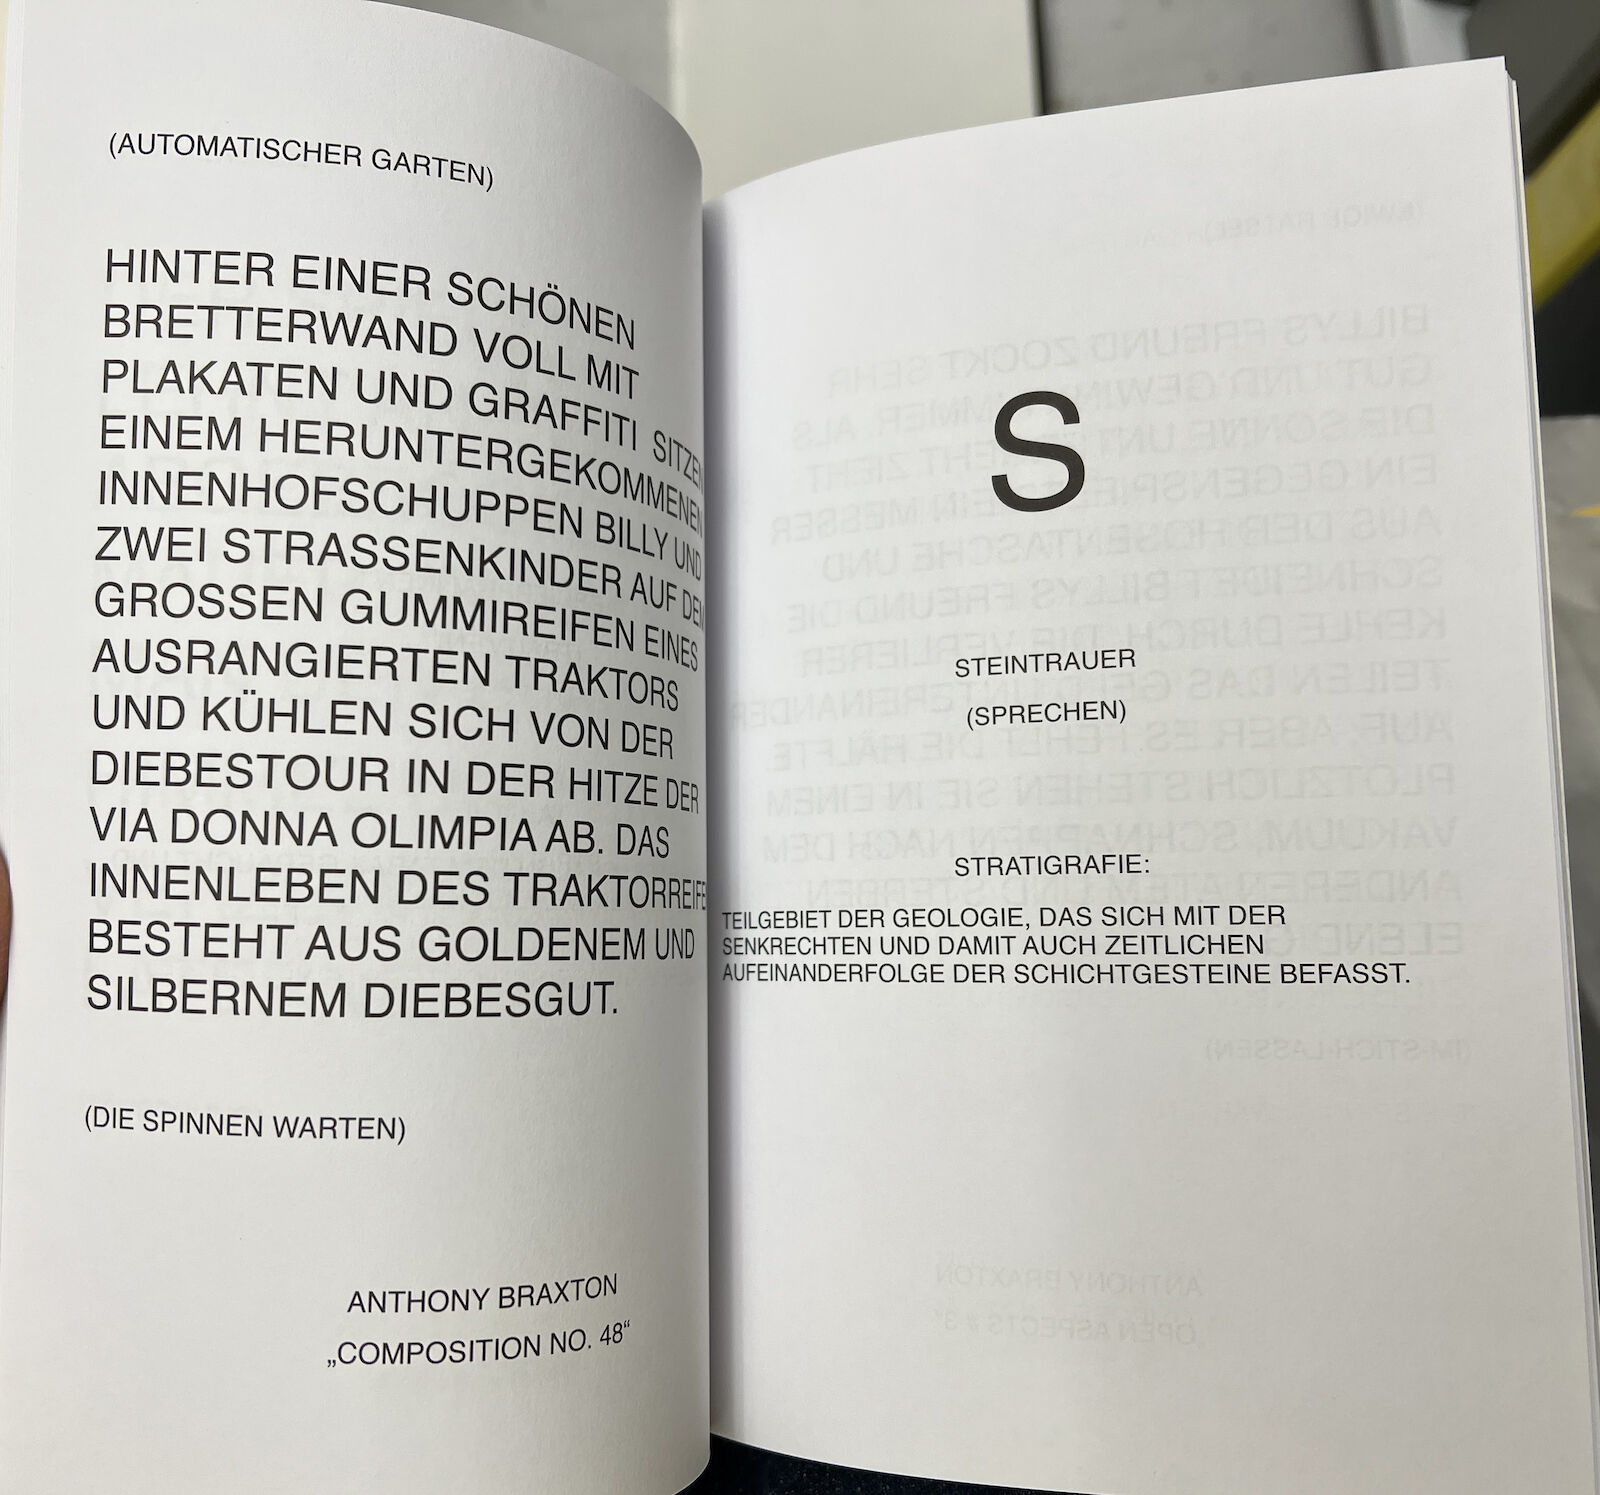 (AUTOMATISCHER GARTEN)
HINTER EINER SCHÖNEN
BRETTERWAND VOLL MIT
PLAKATEN UND GRAFFITI SITZEN
EINEM HERUNTERGEKOMMENEN
INNENHOFSCHUPPEN BILLY UND
ZWEI STRASSENKINDER AUF DEM
GROSSEN GUMMIREIFEN EINES
AUSRANGIERTEN TRAKTORS
UND KÜHLEN SICH VON DER
DIEBESTOUR IN DER HITZE DER
VIA DONNA OLIMPIA AB. DAS
INNENLEBEN DES TRAKTORREIFE
BESTEHT AUS GOLDENEM UND
SILBERNEM DIEBESGUT.
(DIE SPINNEN WARTEN)
ANTHONY BRAXTON
„COMPOSITION NO. 48“
S
STEINTRAUER
(SPRECHEN)
STRATIGRAFIE:
TEILGEBIET DER GEOLOGIE, DAS SICH MIT DER
SENKRECHTEN UND DAMIT AUCH ZEITLICHEN
AUFEINANDERFOLGE DER SCHICHTGESTEINE BEFASST.